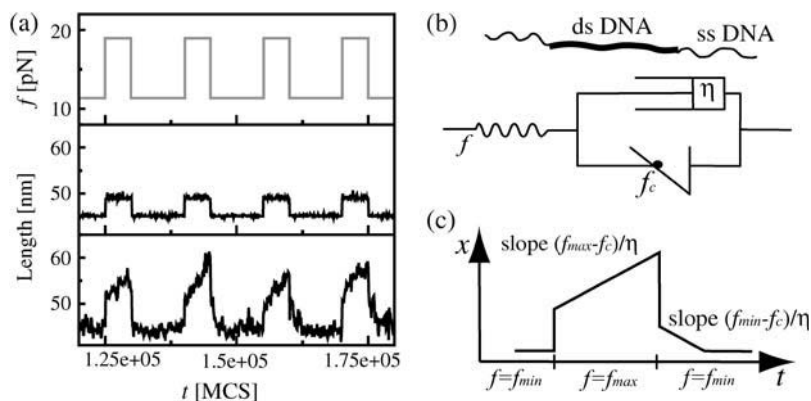 (a)
20
f [pN]
10
60
50
Length [nm]
60
50
1.25e+05 1.5e+05 1.75e+05
t [MCS]
(b)
ds DNA
ss DNA
η
f
fc
(c)
x
slope (fmax-fc)/η
slope (fmin-fc)/η
t
f=fmin f=fmax f=fmin